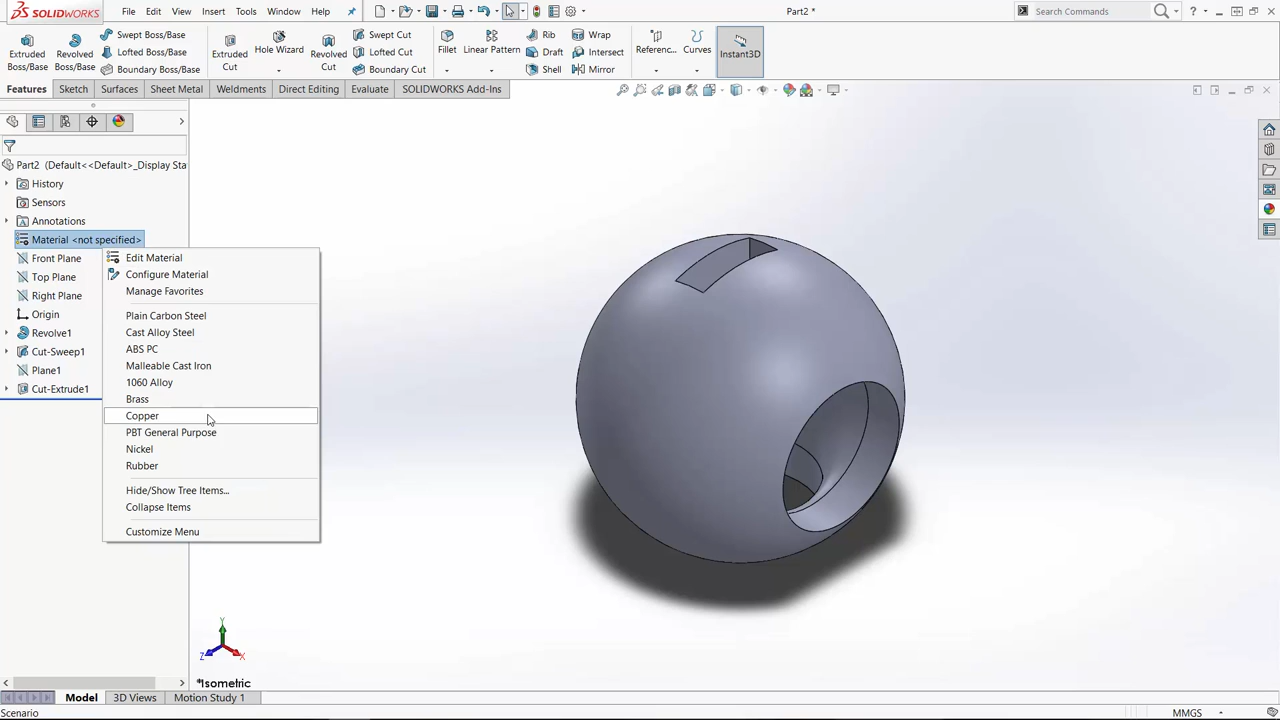 SOLIDWORKS File Edit View Insert Tools Window Help Part2 * Search Commands
Extruded Boss/Base
Revolved Boss/Base
Swept Boss/Base
Lofted Boss/Base
Boundary Boss/Base
Extruded Cut
Hole Wizard
Revolved Cut
Swept Cut
Lofted Cut
Boundary Cut
Fillet
Linear Pattern
Rib
Draft
Shell
Wrap
Intersect
Mirror
Referenc...
Curves
Instant3D
Features Sketch Surfaces Sheet Metal Weldments Direct Editing Evaluate SOLIDWORKS Add-Ins
Part2 (Default<<Default>_Display Sta
History
Sensors
Annotations
Material <not specified>
Front Plane
Top Plane
Right Plane
Origin
Revolve1
Cut-Sweep1
Plane1
Cut-Extrude1
Edit Material
Configure Material
Manage Favorites
Plain Carbon Steel
Cast Alloy Steel
ABS PC
Malleable Cast Iron
1060 Alloy
Brass
Copper
PBT General Purpose
Nickel
Rubber
Hide/Show Tree Items...
Collapse Items
Customize Menu
Y
Z
X
*Isometric
Model 3D Views Motion Study 1
Scenario MMGS